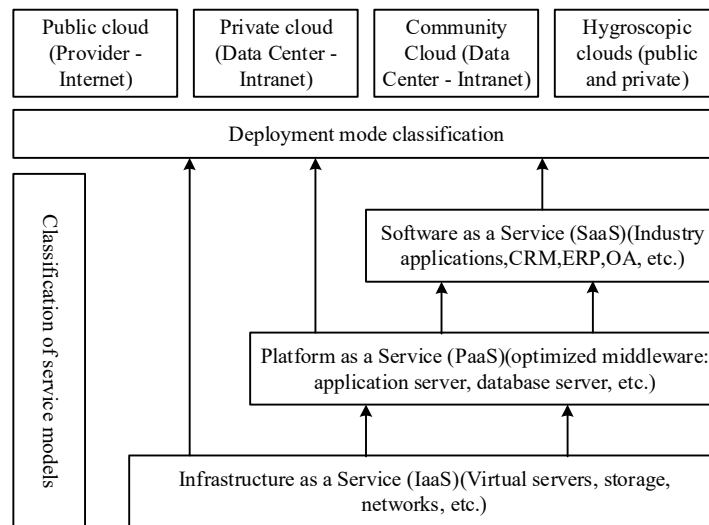 Public cloud
(Provider -
Internet)
Private cloud
(Data Center -
Intranet)
Community
Cloud (Data
Center - Intranet)
Hygroscopic
clouds (public
and private)
Deployment mode classification
Classification of service models
Software as a Service (SaaS)(Industry
applications,CRM,ERP,OA, etc.)
Platform as a Service (PaaS)(optimized middleware:
application server, database server, etc.)
Infrastructure as a Service (IaaS)(Virtual servers, storage,
networks, etc.)